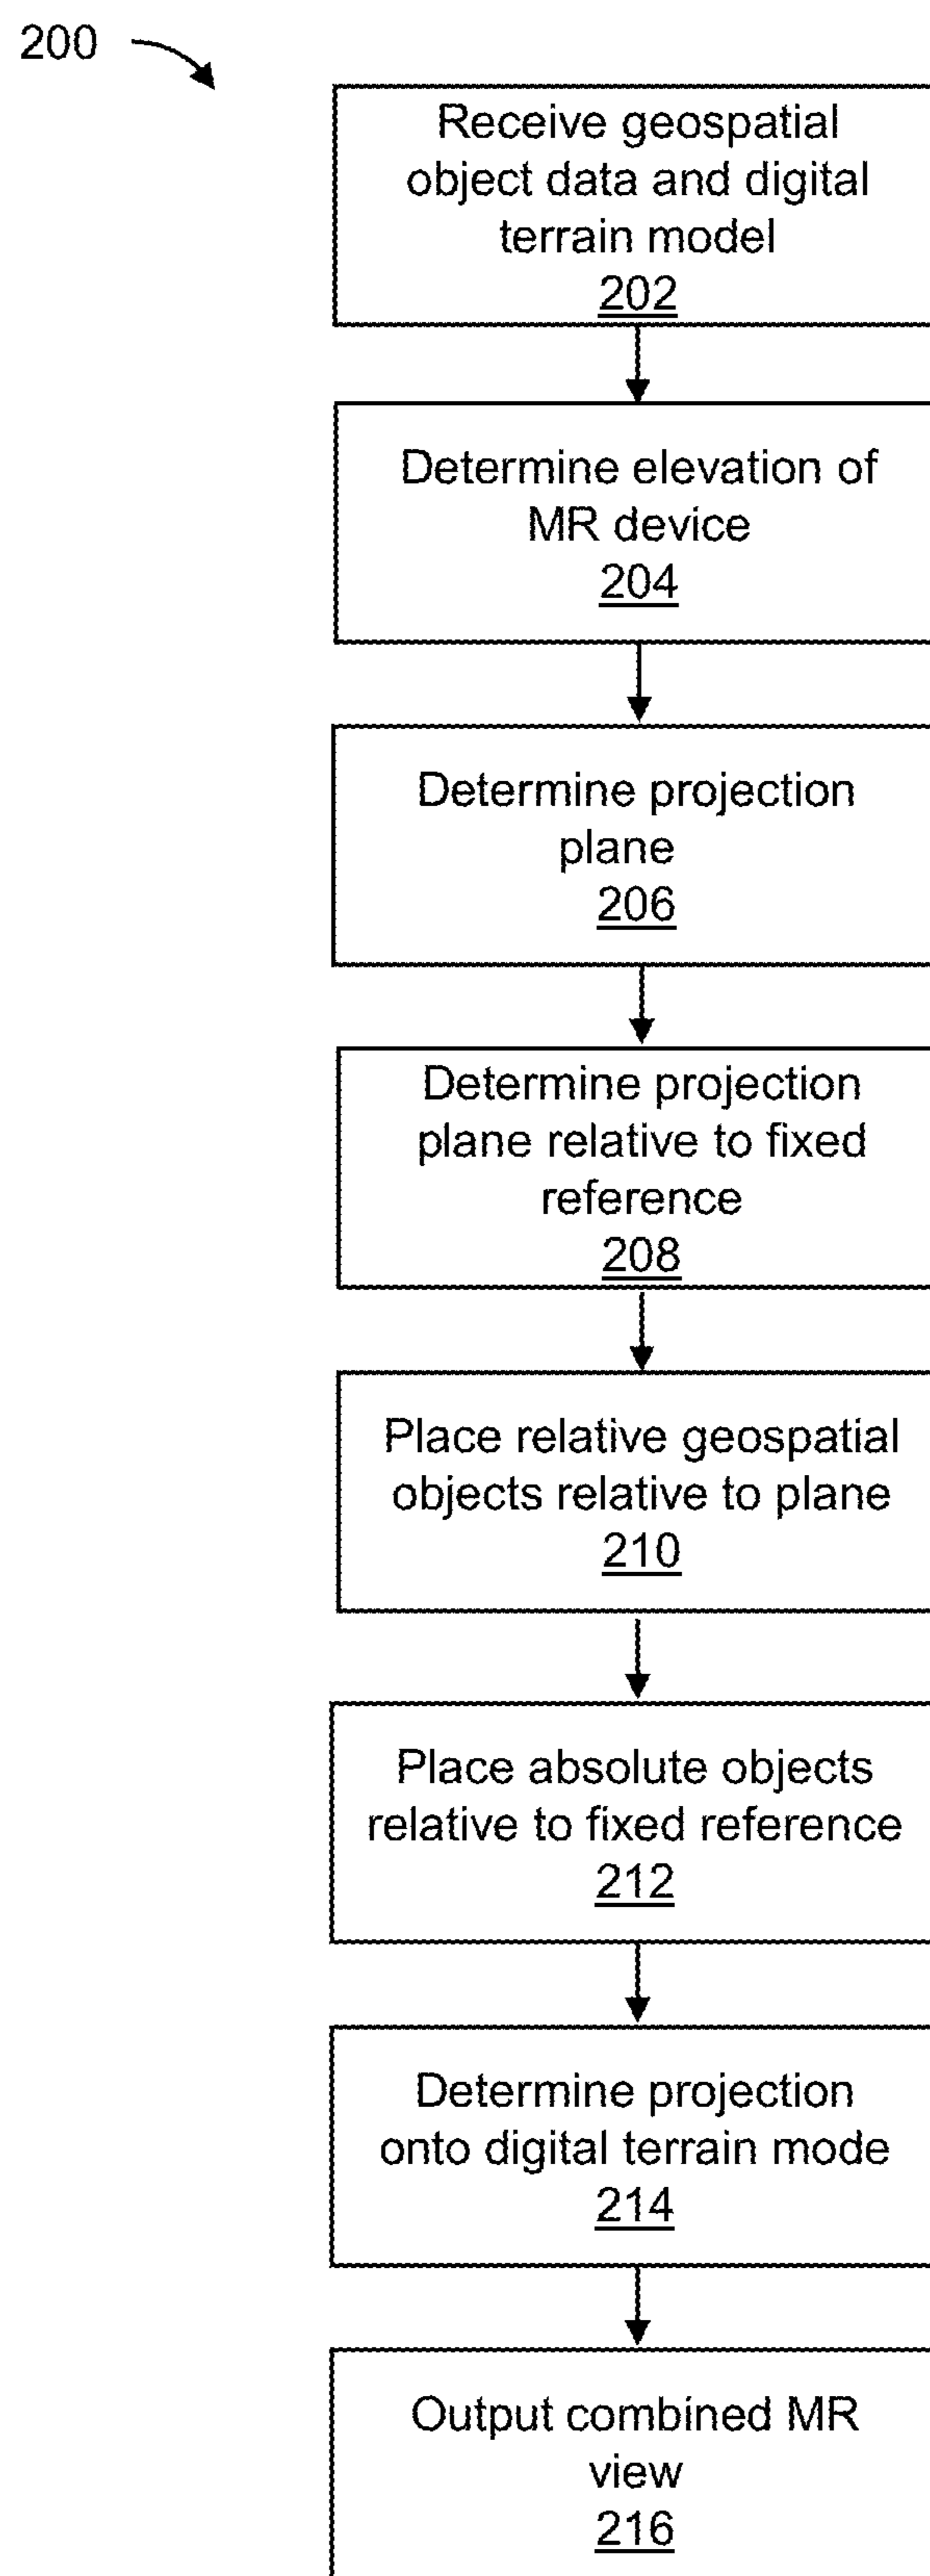 200
Receive geospatial
object data and digital
terrain model
202
Determine elevation of
MR device
204
Determine projection
plane
206
Determine projection
plane relative to fixed
reference
208
Place relative geospatial
objects relative to plane
210
Place absolute objects
relative to fixed reference
212
Determine projection
onto digital terrain mode
214
Output combined MR
view
216